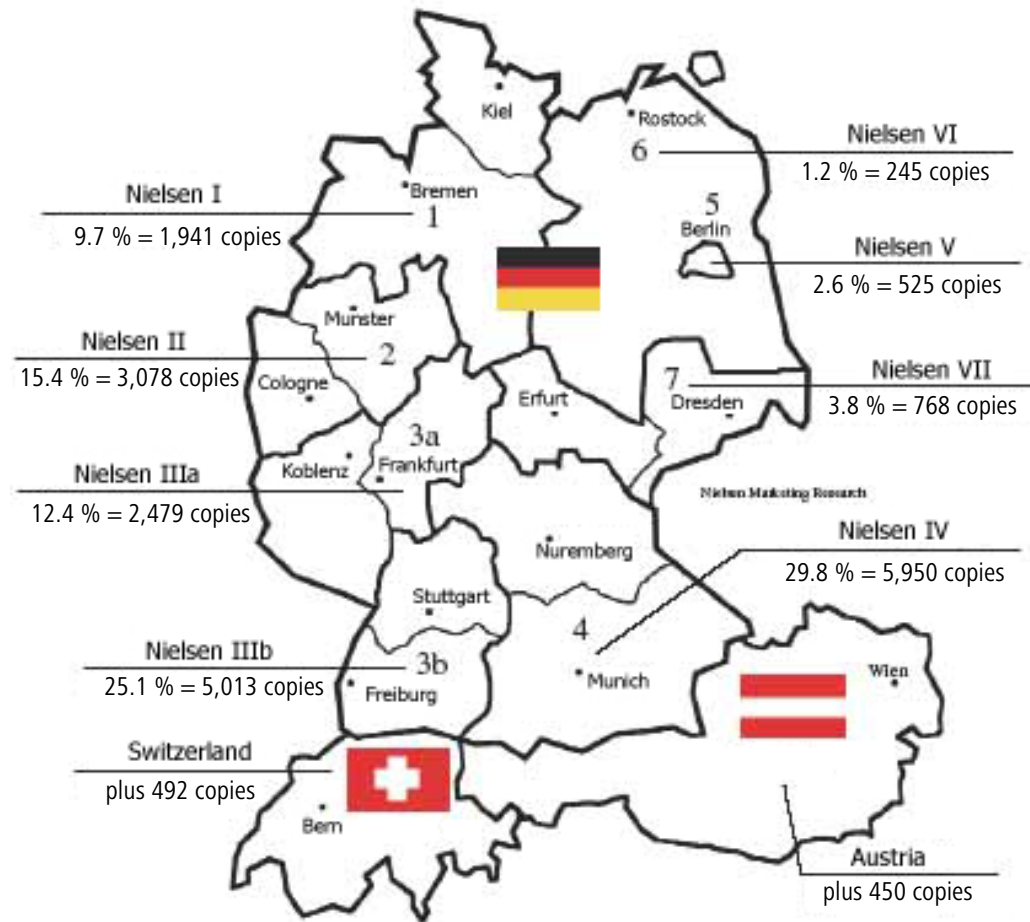 Kiel
Rostock
6
Nielsen VI
1.2 % = 245 copies
Nielsen I
9.7 % = 1,941 copies
Bremen
1
5
Berlin
Nielsen V
2.6 % = 525 copies
Munster
2
Nielsen II
15.4 % = 3,078 copies
Cologne
Erfurt
7
Dresden
Nielsen VII
3.8 % = 768 copies
3a
Frankfurt
Koblenz
Nielsen IIIa
12.4 % = 2,479 copies
Nielsen Marketing Research
Nuremberg
Nielsen IV
29.8 % = 5,950 copies
Stuttgart
4
Munich
Nielsen IIIb
25.1 % = 5,013 copies
3b
Freiburg
Wien
Switzerland
plus 492 copies
Bern
Austria
plus 450 copies